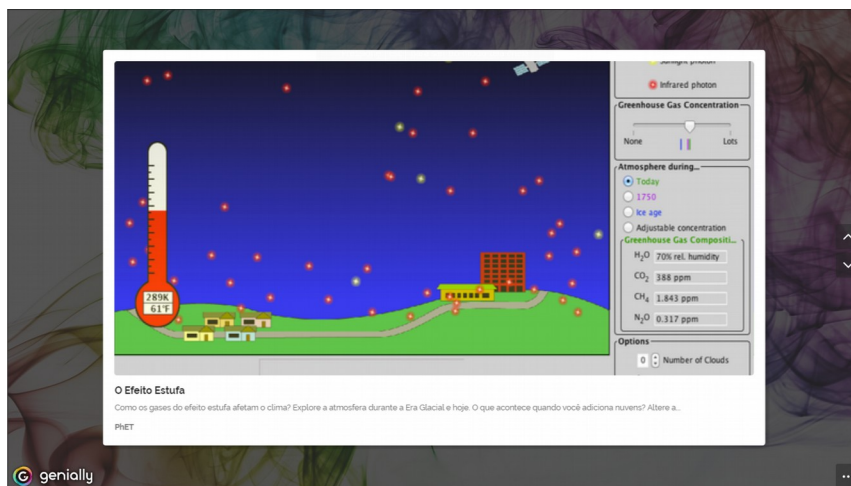 Sunlight photon
Infrared photon
Greenhouse Gas Concentration
None
Lots
Atmosphere during...
Today
1750
Ice age
Adjustable concentration
Greenhouse Gas Compositi...
H₂O 70% rel. humidity
CO₂ 388 ppm
CH₄ 1.843 ppm
N₂O 0.317 ppm
Options
0 Number of Clouds
289K
61°F
O Efeito Estufa
Como os gases do efeito estufa afetam o clima? Explore a atmosfera durante a Era Glacial e hoje. O que acontece quando você adiciona nuvens? Altere a...
PhET
genially